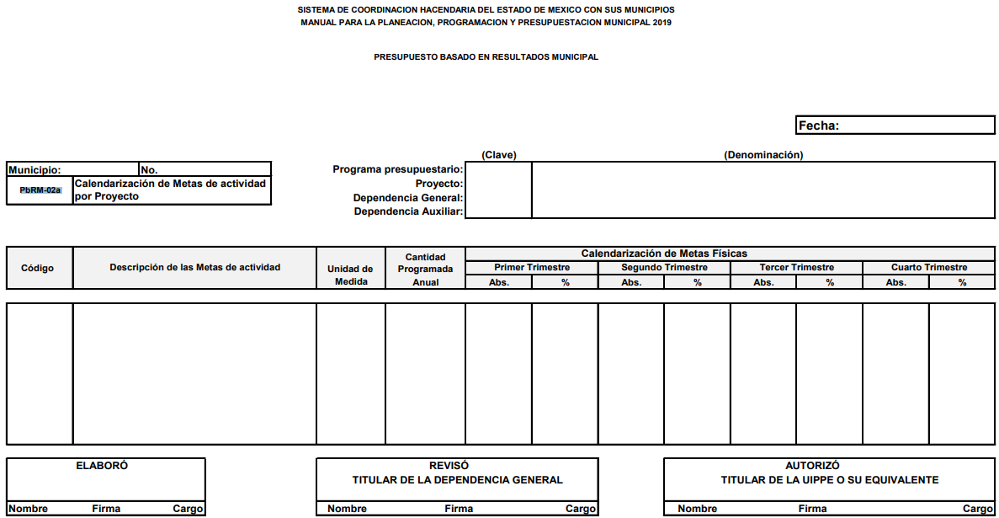 SISTEMA DE COORDINACION HACENDARIA DEL ESTADO DE MEXICO CON SUS MUNICIPIOS
MANUAL PARA LA PLANEACION, PROGRAMACION Y PRESUPUESTACION MUNICIPAL 2019
PRESUPUESTO BASADO EN RESULTADOS MUNICIPAL
Fecha:
(Clave) (Denominación)
Municipio: No.
PbRM-02a Calendarización de Metas de actividad
por Proyecto
Programa presupuestario:
Proyecto:
Dependencia General:
Dependencia Auxiliar:
Código
Descripción de las Metas de actividad
Unidad de
Medida
Cantidad
Programada
Anual
Calendarización de Metas Físicas
Primer Trimestre Segundo Trimestre Tercer Trimestre Cuarto Trimestre
Abs. % Abs. % Abs. % Abs. %
ELABORÓ
Nombre Firma Cargo
REVISÓ
TITULAR DE LA DEPENDENCIA GENERAL
Nombre Firma Cargo
AUTORIZÓ
TITULAR DE LA UIPPE O SU EQUIVALENTE
Nombre Firma Cargo